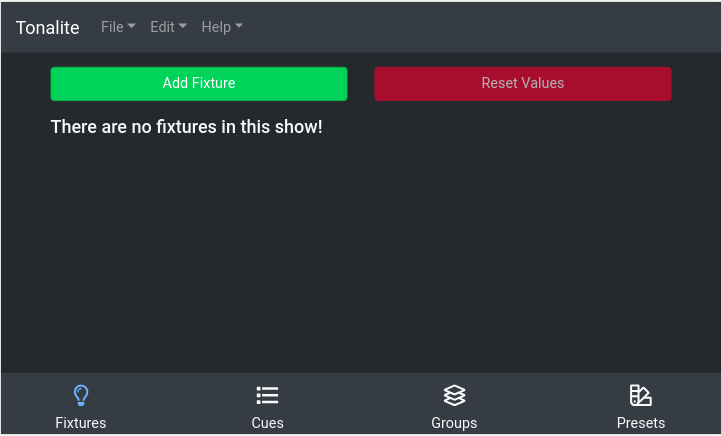 Tonalite File Edit Help
Add Fixture Reset Values
There are no fixtures in this show!
Fixtures Cues Groups Presets